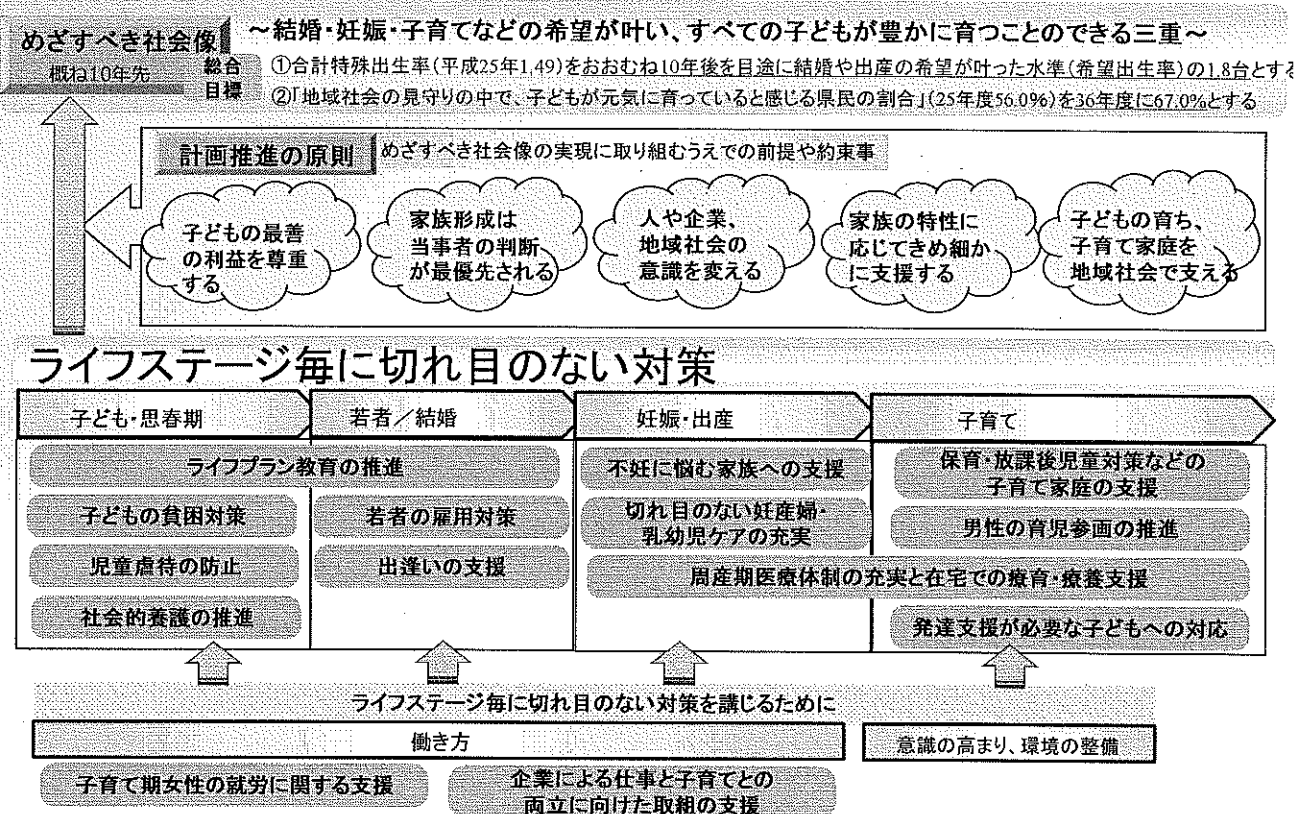 めざすべき社会像
概ね10年先
～結婚・妊娠・子育てなどの希望が叶い、すべての子どもが豊かに育つことのできる三重～
総合
目標
①合計特殊出生率(平成25年1.49)をおおむね10年後を目途に結婚や出産の希望が叶った水準(希望出生率)の1.8台とする
②「地域社会の見守りの中で、子どもが元気に育っていると感じる県民の割合」(25年度56.0%)を36年度に67.0%とする
計画推進の原則
めざすべき社会像の実現に取り組むうえでの前提や約束事
子どもの最善
の利益を尊重
する
家族形成は
当事者の判断
が最優先される
人や企業、
地域社会の
意識を変える
家族の特性に
応じてきめ細か
に支援する
子どもの育ち、
子育て家庭を
地域社会で支える
ライフステージ毎に切れ目のない対策
子ども・思春期
若者／結婚
妊娠・出産
子育て
ライフプラン教育の推進
子どもの貧困対策
児童虐待の防止
社会的養護の推進
若者の雇用対策
出逢いの支援
不妊に悩む家族への支援
切れ目のない妊産婦・
乳幼児ケアの充実
保育・放課後児童対策などの
子育て家庭の支援
男性の育児参画の推進
周産期医療体制の充実と在宅での療育・療養支援
発達支援が必要な子どもへの対応
ライフステージ毎に切れ目のない対策を講じるために
働き方
意識の高まり、環境の整備
子育て期女性の就労に関する支援
企業による仕事と子育てとの
両立に向けた取組の支援